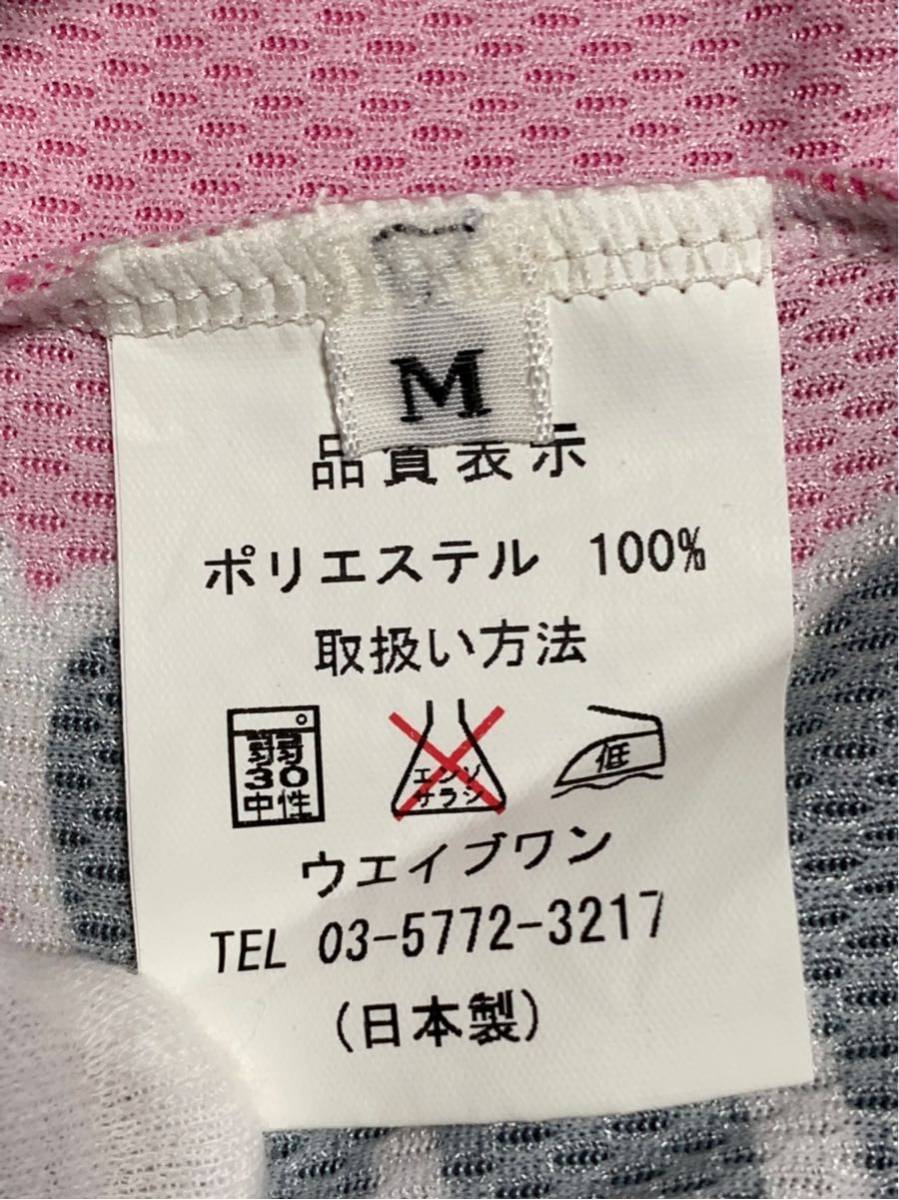 M
品質表示
ポリエステル 100%
取扱い方法
弱
30
中性
エンソ
サラシ
低
ウエイブワン
TEL 03-5772-3217
(日本製)